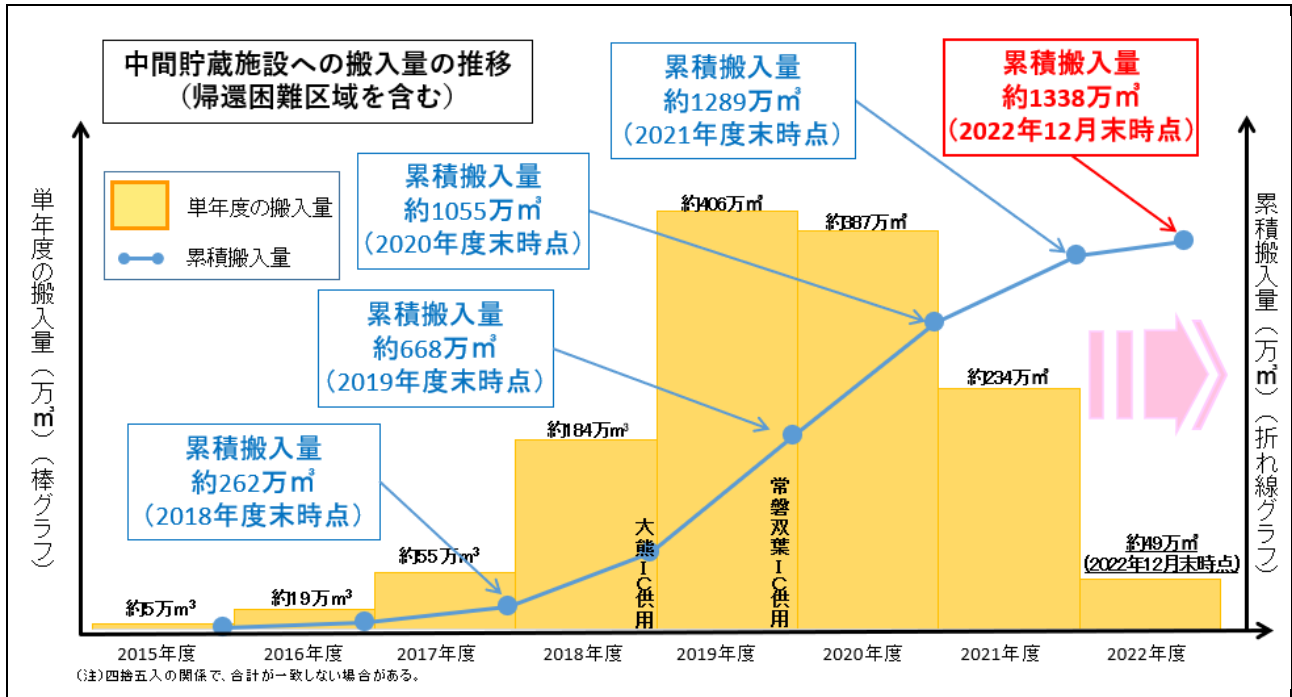 中間貯蔵施設への搬入量の推移
（帰還困難区域を含む）
単年度の搬入量（万㎥）（棒グラフ）
単年度の搬入量
累積搬入量
累積搬入量
約262万㎥
（2018年度末時点）
累積搬入量
約668万㎥
（2019年度末時点）
累積搬入量
約1055万㎥
（2020年度末時点）
累積搬入量
約1289万㎥
（2021年度末時点）
累積搬入量
約1338万㎥
（2022年12月末時点）
累積搬入量（万㎥）（折れ線グラフ）
約5万m³
約19万m³
約55万m³
約184万m³
約406万㎥
約387万㎥
約234万㎥
約49万㎥
(2022年12月末時点)
大熊IC供用
常磐双葉IC供用
2015年度
2016年度
2017年度
2018年度
2019年度
2020年度
2021年度
2022年度
（注）四捨五入の関係で、合計が一致しない場合がある。